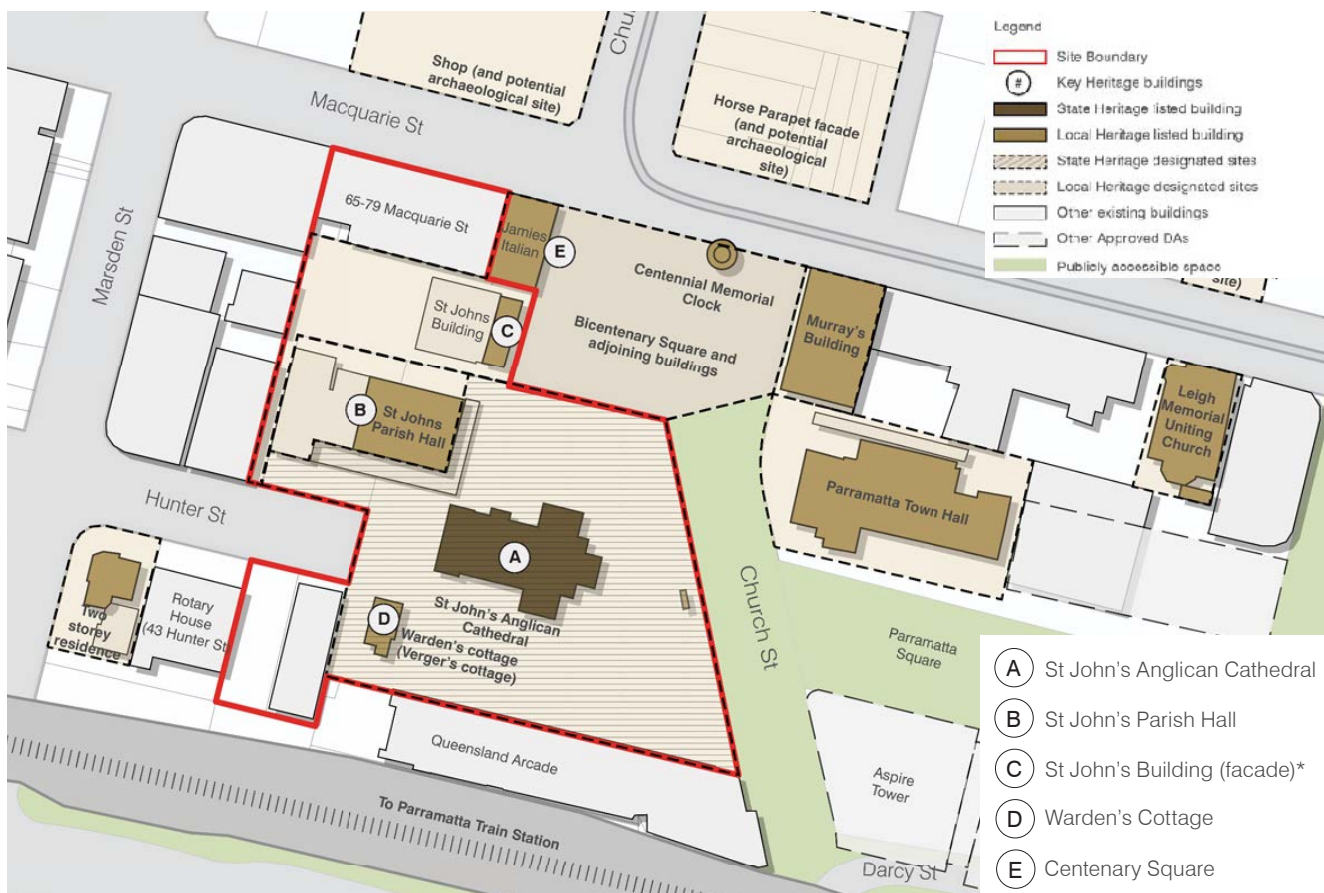 Shop (and potential
archaeological site)
Macquarie St
Horse Parapet facade
(and potential
archaeological
site)
Legend
Site Boundary
# Key Heritage buildings
State Heritage listed building
Local Heritage listed building
State Heritage designated sites
Local Heritage designated sites
Other existing buildings
Other Approved DAs
Publicly accessible space
site)
Marsden St
65-79 Macquarie St
Jamies
Italian
E
Centennial Memorial
Clock
St Johns
Building
C
Bicentenary Square and
adjoining buildings
Murray's
Building
Leigh
Memorial
Uniting
Church
B
St Johns
Parish Hall
Parramatta Town Hall
Hunter St
A
St John's Anglican
Cathedral
D
Warden's cottage
(Verger's cottage)
Church St
Two
storey
residence
Rotary
House
(43 Hunter St)
Parramatta
Square
Queensland Arcade
Aspire
Tower
To Parramatta Train Station
Darcy St
A St John's Anglican Cathedral
B St John's Parish Hall
C St John's Building (facade)*
D Warden's Cottage
E Centenary Square